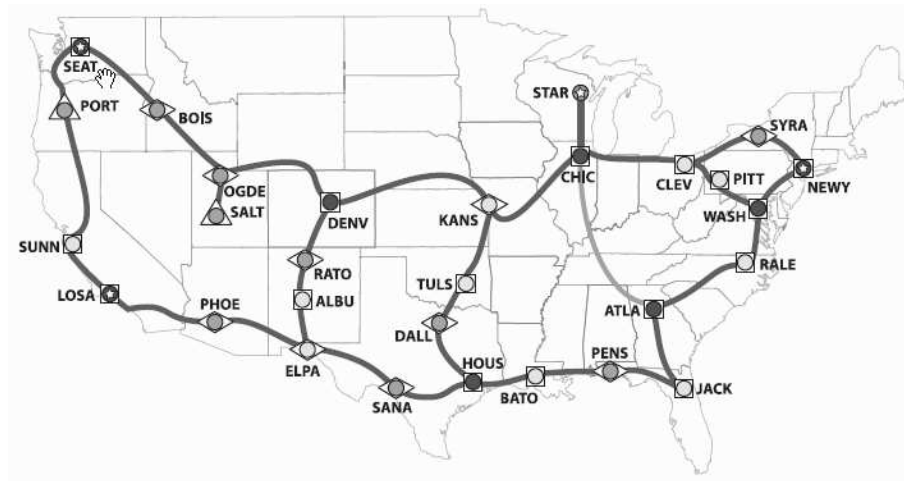 SEAT
STAR
PORT
BOIS
SYRA
OGDE
CHIC
CLEV
PITT
NEWY
SALT
DENV
KANS
WASH
SUNN
RATO
RALE
LOSA
PHOE
ALBU
TULS
ATLA
DALL
ELPA
HOUS
PENS
SANA
BATO
JACK